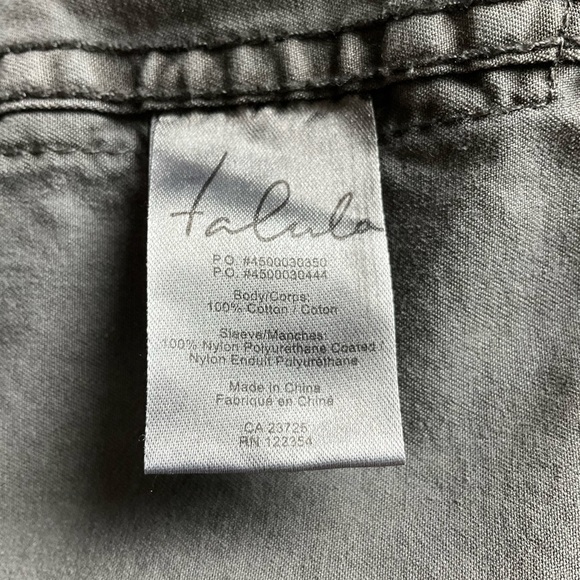 talula
P.O. #4500030350
P.O. #4500030444
Body/Corps:
100% Cotton / Coton
Sleeve/Manches:
100% Nylon Polyurethane Coated /
Nylon Enduit Polyuréthane
Made in China
Fabriqué en Chine
CA 23725
RN 122354